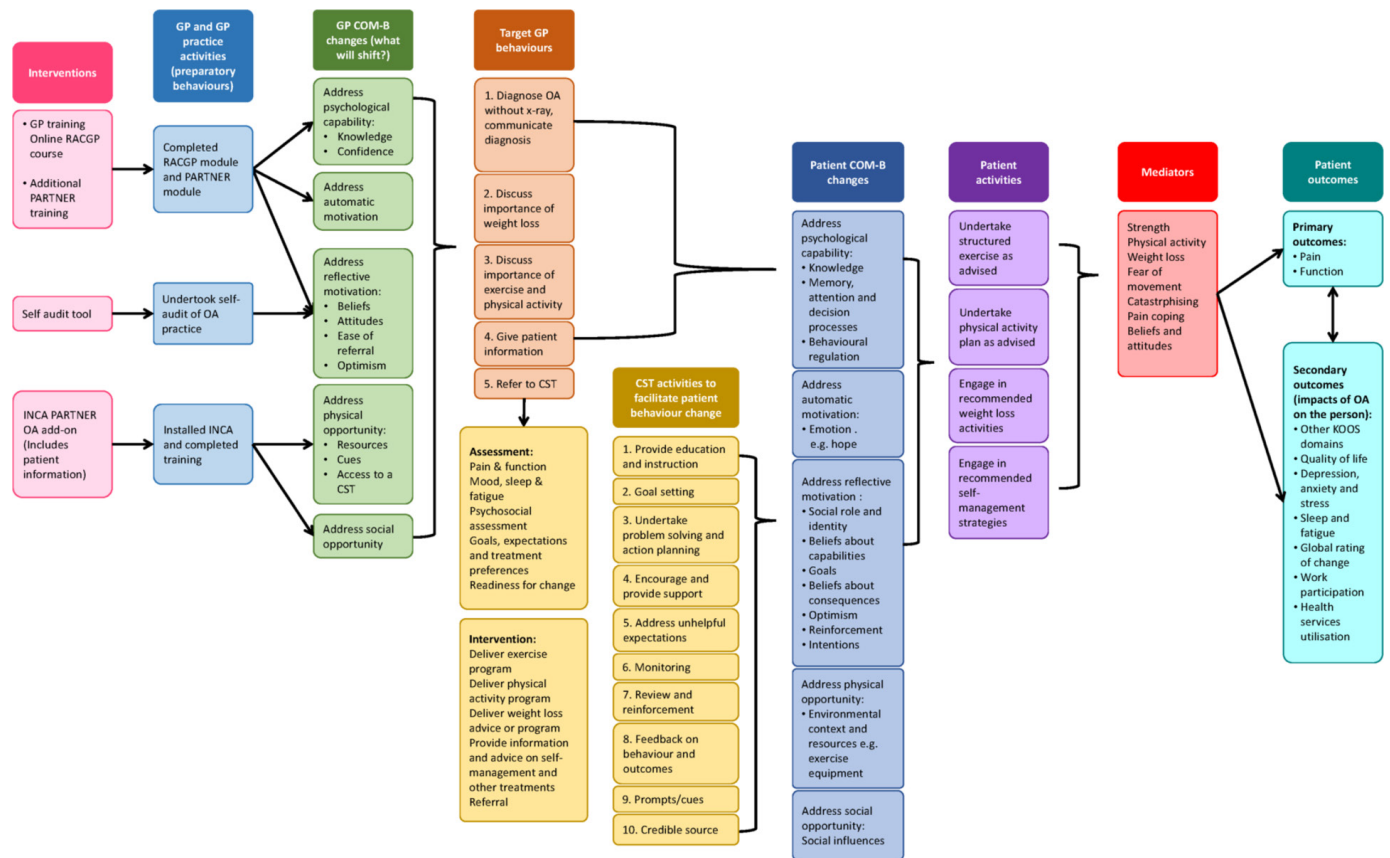 Interventions
• GP training
Online RACGP
course
• Additional
PARTNER
training
Self audit tool
INCA PARTNER
OA add-on
(Includes
patient
information)
GP and GP
practice
activities
(preparatory
behaviours)
Completed
RACGP module
and PARTNER
module
Undertook self-
audit of OA
practice
Installed INCA
and completed
training
GP COM-B
changes (what
will shift?)
Address
psychological
capability:
• Knowledge
• Confidence
Address
automatic
motivation
Address
reflective
motivation:
• Beliefs
• Attitudes
• Ease of
referral
• Optimism
Address
physical
opportunity:
• Resources
• Cues
• Access to a
CST
Address social
opportunity
Target GP
behaviours
1. Diagnose OA
without x-ray,
communicate
diagnosis
2. Discuss
importance of
weight loss
3. Discuss
importance of
exercise and
physical activity
4. Give patient
information
5. Refer to CST
Assessment:
Pain & function
Mood, sleep &
fatigue
Psychosocial
assessment
Goals, expectations
and treatment
preferences
Readiness for change
Intervention:
Deliver exercise
program
Deliver physical
activity program
Deliver weight loss
advice or program
Provide information
and advice on self-
management and
other treatments
Referral
CST activities to
facilitate patient
behaviour change
1. Provide education
and instruction
2. Goal setting
3. Undertake
problem solving and
action planning
4. Encourage and
provide support
5. Address unhelpful
expectations
6. Monitoring
7. Review and
reinforcement
8. Feedback on
behaviour and
outcomes
9. Prompts/cues
10. Credible source
Patient COM-B
changes
Address
psychological
capability:
• Knowledge
• Memory,
attention and
decision
processes
• Behavioural
regulation
Address
automatic
motivation:
• Emotion .
e.g. hope
Address reflective
motivation :
• Social role and
identity
• Beliefs about
capabilities
• Goals
• Beliefs about
consequences
• Optimism
• Reinforcement
• Intentions
Address physical
opportunity:
• Environmental
context and
resources e.g.
exercise
equipment
Address social
opportunity:
Social influences
Patient
activities
Undertake
structured
exercise as
advised
Undertake
physical activity
plan as advised
Engage in
recommended
weight loss
activities
Engage in
recommended
self-
management
strategies
Mediators
Strength
Physical activity
Weight loss
Fear of
movement
Catastrphising
Pain coping
Beliefs and
attitudes
Patient
outcomes
Primary
outcomes:
• Pain
• Function
Secondary
outcomes
(impacts of OA
on the person):
• Other KOOS
domains
• Quality of life
• Depression,
anxiety and
stress
• Sleep and
fatigue
• Global rating
of change
• Work
participation
• Health
services
utilisation